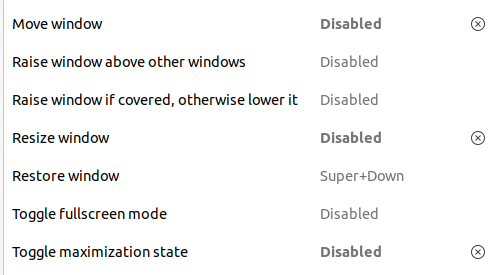 Move window Disabled
Raise window above other windows Disabled
Raise window if covered, otherwise lower it Disabled
Resize window Disabled
Restore window Super+Down
Toggle fullscreen mode Disabled
Toggle maximization state Disabled